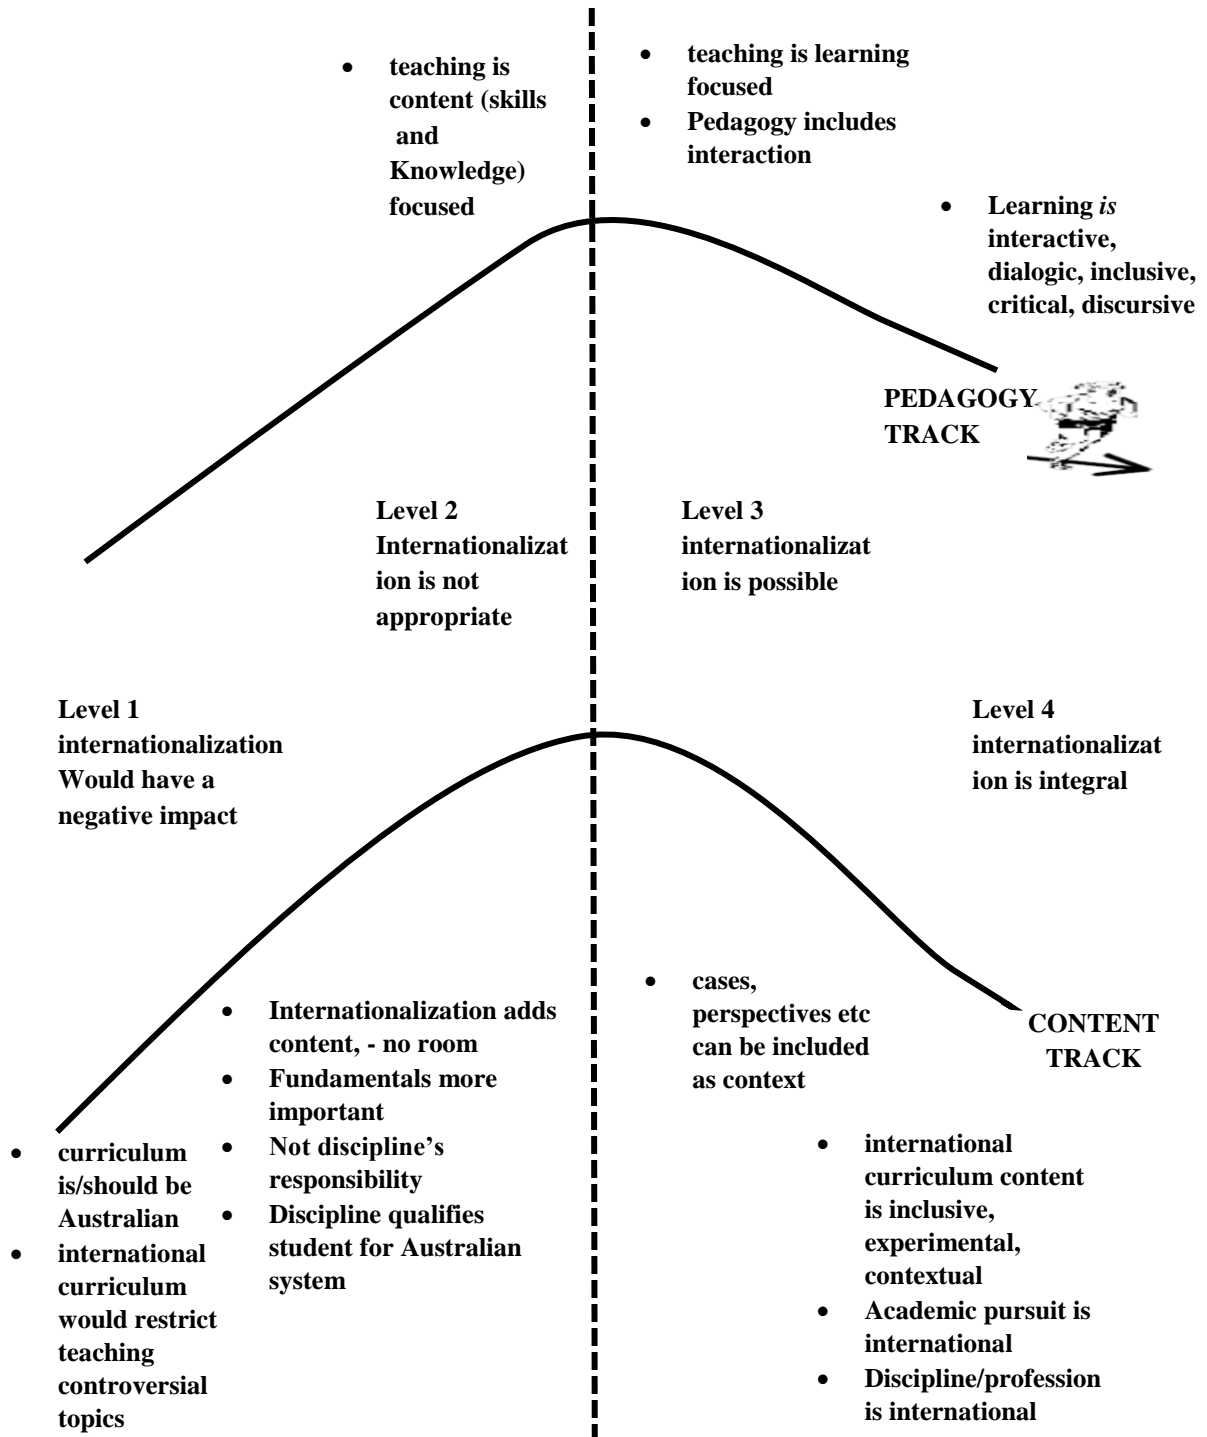 teaching is
content (skills
and
Knowledge)
focused
teaching is learning
focused
Pedagogy includes
interaction
Learning is
interactive,
dialogic, inclusive,
critical, discursive
PEDAGOGY
TRACK
Level 2
Internationalizat
ion is not
appropriate
Level 3
internationalizat
ion is possible
Level 1
internationalization
Would have a
negative impact
Level 4
internationalizat
ion is integral
Internationalization adds
content, - no room
Fundamentals more
important
Not discipline’s
responsibility
Discipline qualifies
student for Australian
system
cases,
perspectives etc
can be included
as context
CONTENT
TRACK
curriculum
is/should be
Australian
international
curriculum
would restrict
teaching
controversial
topics
international
curriculum content
is inclusive,
experimental,
contextual
Academic pursuit is
international
Discipline/profession
is international